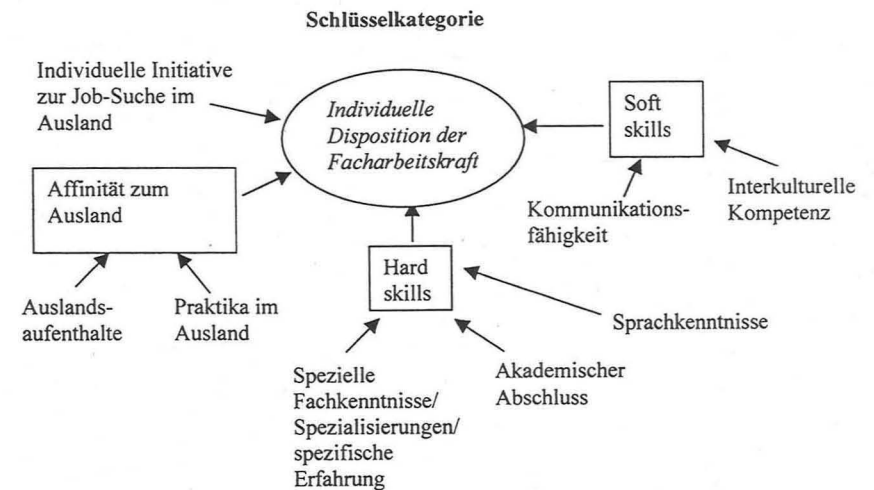 Schlüsselkategorie
Individuelle Initiative
zur Job-Suche im
Ausland
Individuelle
Disposition der
Facharbeitskraft
Soft
skills
Affinität zum
Ausland
Kommunikations-
fähigkeit
Interkulturelle
Kompetenz
Hard
skills
Auslands-
aufenthalte
Praktika im
Ausland
Sprachkenntnisse
Spezielle
Fachkenntnisse/
Spezialisierungen/
spezifische
Erfahrung
Akademischer
Abschluss